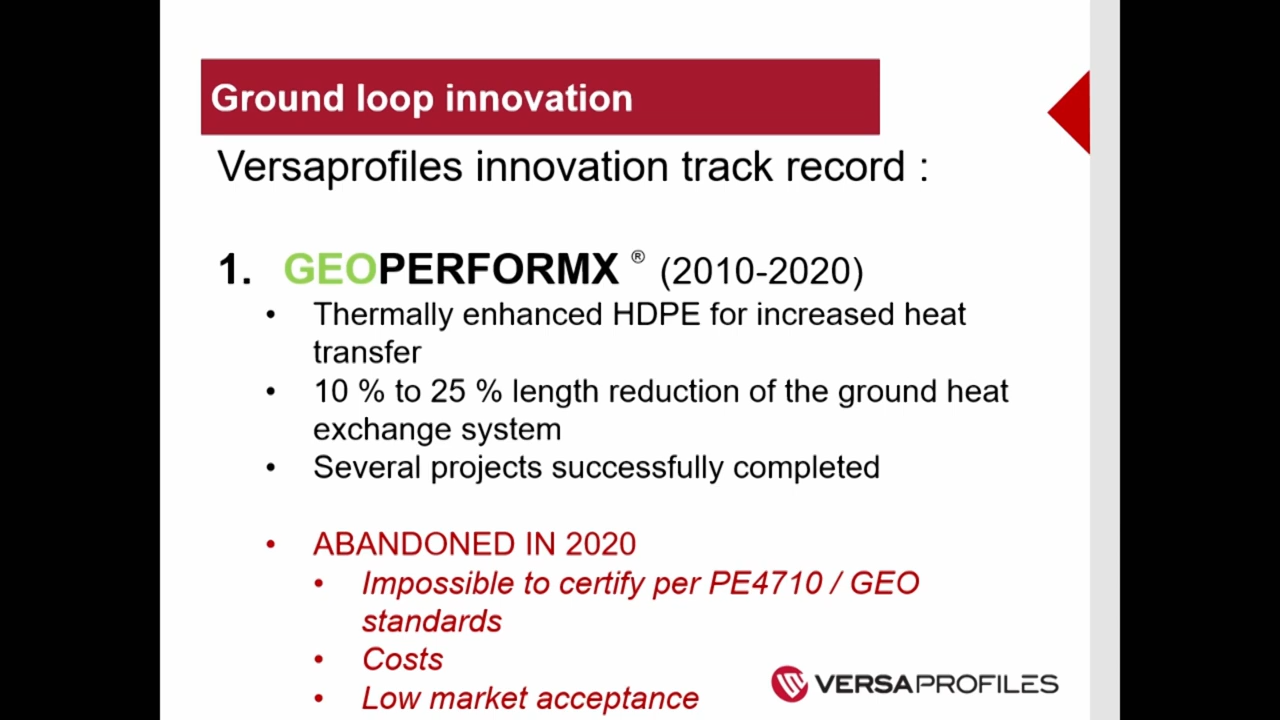 Ground loop innovation
Versaprofiles innovation track record :
1. GEOPERFORMX ® (2010-2020)
• Thermally enhanced HDPE for increased heat
transfer
• 10 % to 25 % length reduction of the ground heat
exchange system
• Several projects successfully completed
• ABANDONED IN 2020
• Impossible to certify per PE4710 / GEO
standards
• Costs
• Low market acceptance
VERSAPROFILES